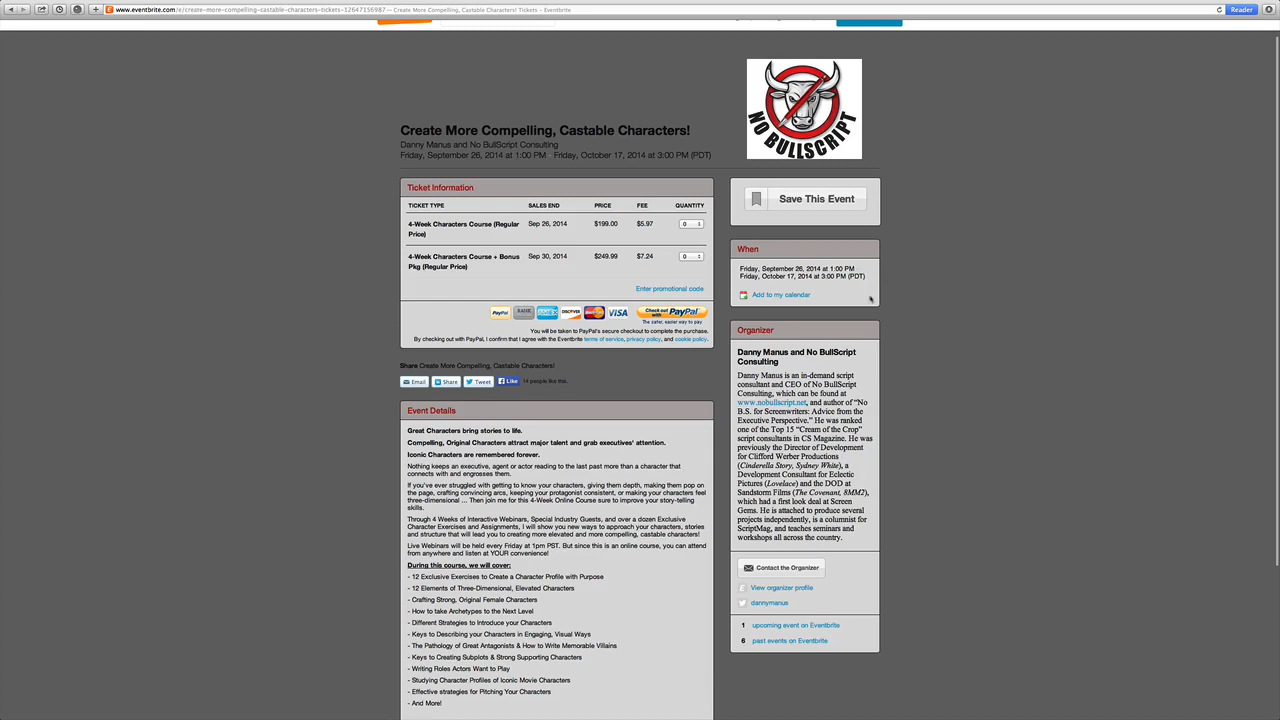 www.eventbrite.com/e/create-more-compelling-castable-characters-tickets-12647156987 — Create More Compelling, Castable Characters! Tickets - Eventbrite
Reader
NO BULLSCRIPT
Create More Compelling, Castable Characters!
Danny Manus and No BullScript Consulting
Friday, September 26, 2014 at 1:00 PM - Friday, October 17, 2014 at 3:00 PM (PDT)
Ticket Information
TICKET TYPE SALES END PRICE FEE QUANTITY
4-Week Characters Course (Regular Sep 26, 2014 $199.00 $5.97 0
Price)
4-Week Characters Course + Bonus Sep 30, 2014 $249.99 $7.24 0
Pkg (Regular Price)
Enter promotional code
PayPal BANK AMEX DISCOVER MasterCard VISA Check out with PayPal
The safer, easier way to pay
You will be taken to PayPal's secure checkout to complete the purchase.
By checking out with PayPal, I confirm that I agree with the Eventbrite terms of service, privacy policy, and cookie policy.
Share Create More Compelling, Castable Characters!
Email Share Tweet Like 14 people like this.
Event Details
Great Characters bring stories to life.
Compelling, Original Characters attract major talent and grab executives' attention.
Iconic Characters are remembered forever.
Nothing keeps an executive, agent or actor reading to the last past more than a character that
connects with and engrosses them.
If you've ever struggled with getting to know your characters, giving them depth, making them pop on
the page, crafting convincing arcs, keeping your protagonist consistent, or making your characters feel
three-dimensional ... Then join me for this 4-Week Online Course sure to improve your story-telling
skills.
Through 4 Weeks of Interactive Webinars, Special Industry Guests, and over a dozen Exclusive
Character Exercises and Assignments, I will show you new ways to approach your characters, stories
and structure that will lead you to creating more elevated and more compelling, castable characters!
Live Webinars will be held every Friday at 1pm PST. But since this is an online course, you can attend
from anywhere and listen at YOUR convenience!
During this course, we will cover:
- 12 Exclusive Exercises to Create a Character Profile with Purpose
- 12 Elements of Three-Dimensional, Elevated Characters
- Crafting Strong, Original Female Characters
- How to take Archetypes to the Next Level
- Different Strategies to Introduce your Characters
- Keys to Describing your Characters in Engaging, Visual Ways
- The Pathology of Great Antagonists & How to Write Memorable Villains
- Keys to Creating Subplots & Strong Supporting Characters
- Writing Roles Actors Want to Play
- Studying Character Profiles of Iconic Movie Characters
- Effective strategies for Pitching Your Characters
- And More!
Save This Event
When
Friday, September 26, 2014 at 1:00 PM
Friday, October 17, 2014 at 3:00 PM (PDT)
Add to my calendar
Organizer
Danny Manus and No BullScript
Consulting
Danny Manus is an in-demand script
consultant and CEO of No BullScript
Consulting, which can be found at
www.nobullscript.net, and author of "No
B.S. for Screenwriters: Advice from the
Executive Perspective." He was ranked
one of the Top 15 "Cream of the Crop"
script consultants in CS Magazine. He was
previously the Director of Development
for Clifford Werber Productions
(Cinderella Story, Sydney White), a
Development Consultant for Eclectic
Pictures (Lovelace) and the DOD at
Sandstorm Films (The Covenant, 8MM2),
which had a first look deal at Screen
Gems. He is attached to produce several
projects independently, is a columnist for
ScriptMag, and teaches seminars and
workshops all across the country.
Contact the Organizer
View organizer profile
dannymanus
1 upcoming event on Eventbrite
6 past events on Eventbrite